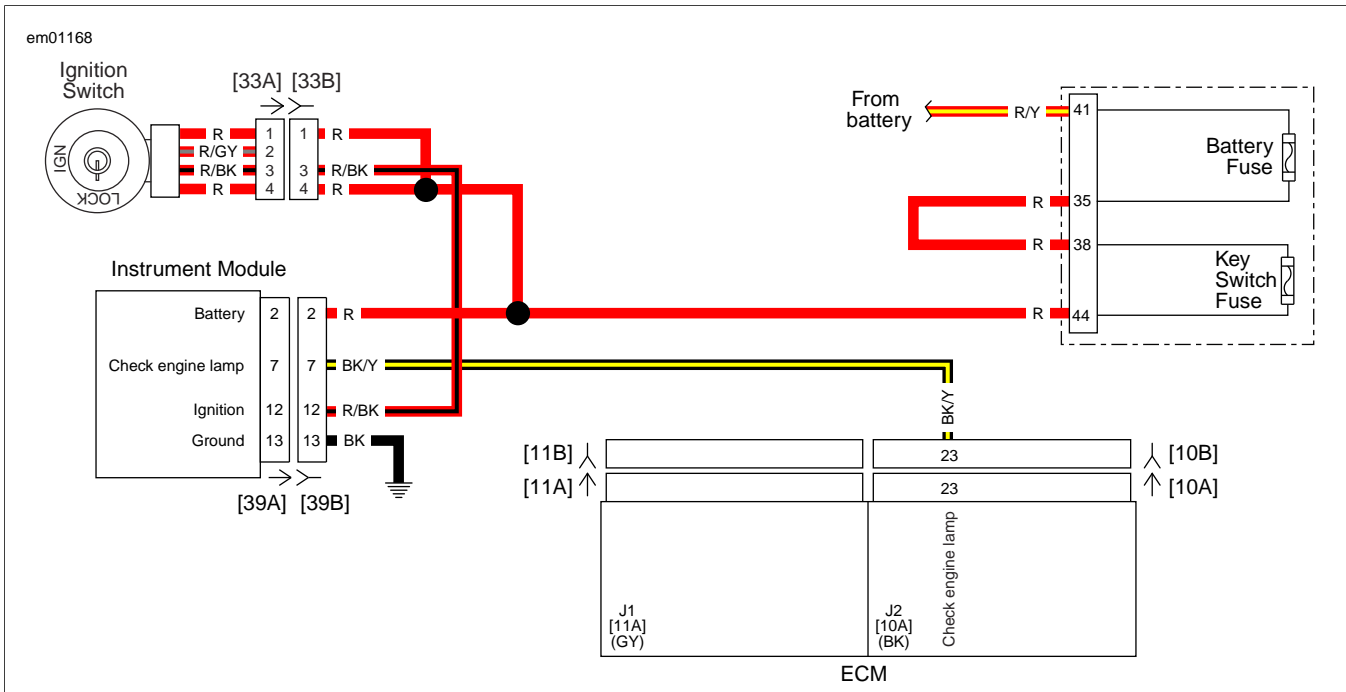 em01168
Ignition
Switch
[33A] [33B]
IGN
LOCK
R 1 1 R
R/GY 2
R/BK 3 3 R/BK
R 4 4 R
From
battery
R/Y 41
Battery
Fuse
R 35
R 38
Key
Switch
Fuse
R 44
Instrument Module
Battery 2 2 R
Check engine lamp 7 7 BK/Y
Ignition 12 12 R/BK
Ground 13 13 BK
[39A] [39B]
BK/Y
[11B] 23 [10B]
[11A] 23 [10A]
Check engine lamp
J1
[11A]
(GY)
J2
[10A]
(BK)
ECM